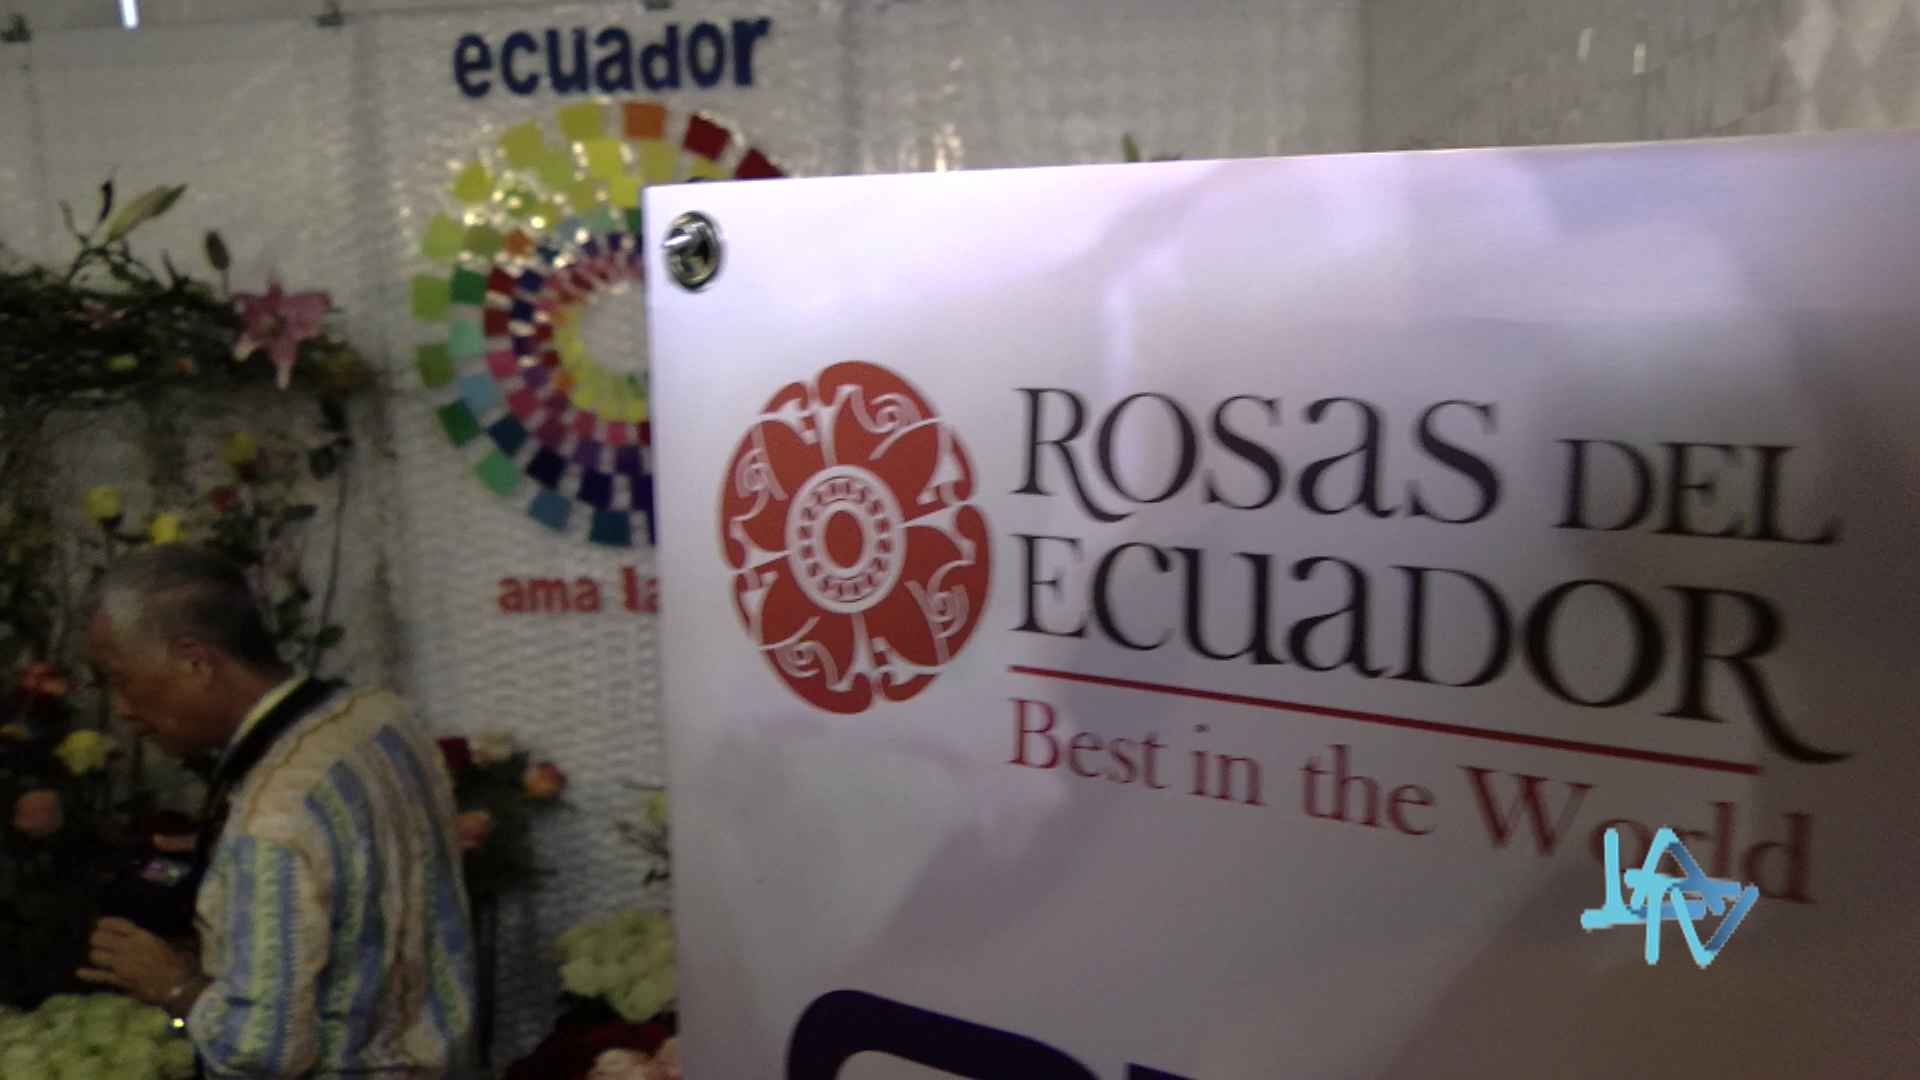 ecuador
ama la
Rosas del
Ecuador
Best in the World